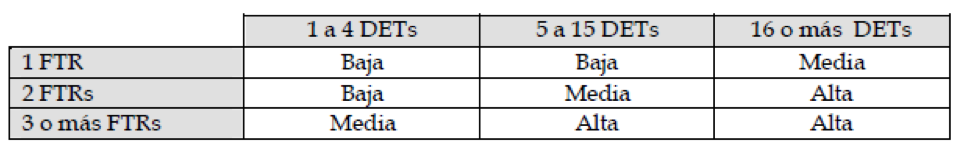 1 a 4 DETs 5 a 15 DETs 16 o más DETs
1 FTR Baja Baja Media
2 FTRs Baja Media Alta
3 o más FTRs Media Alta Alta